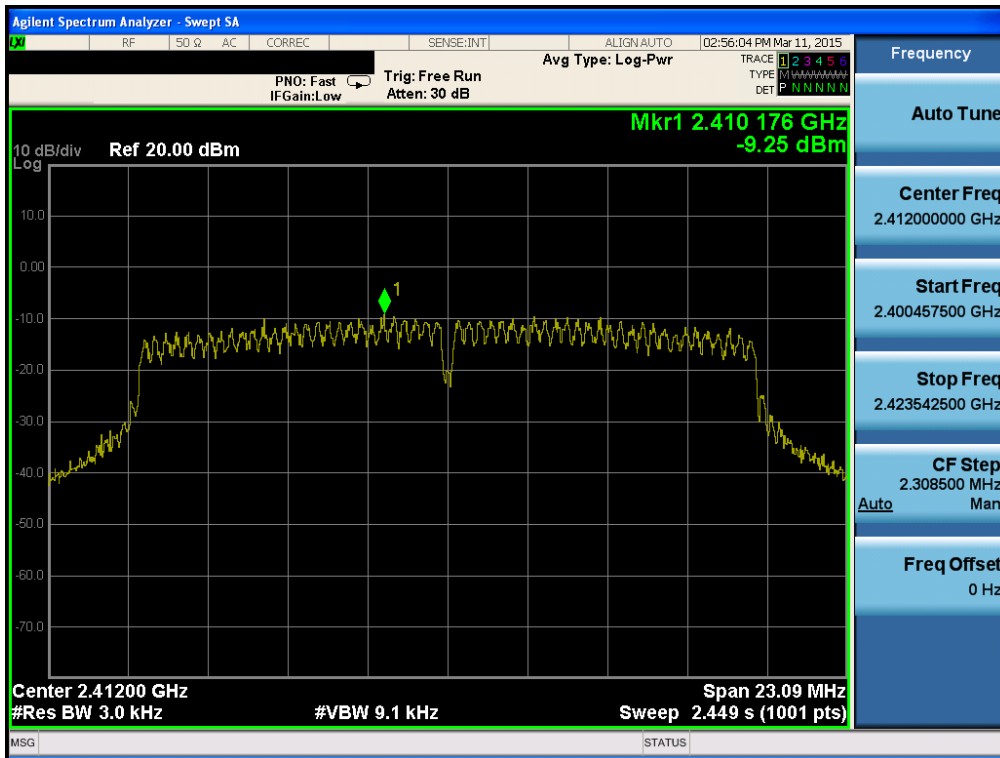 Agilent Spectrum Analyzer - Swept SA
LXI RF 50 Ω AC CORREC SENSE:INT ALIGN AUTO 02:56:04 PM Mar 11, 2015
Frequency
Avg Type: Log-Pwr
TRACE 1 2 3 4 5 6
TYPE M
DET P N N N N N
PNO: Fast
IFGain:Low
Trig: Free Run
Atten: 30 dB
Auto Tune
Mkr1 2.410 176 GHz
-9.25 dBm
10 dB/div
Log
Ref 20.00 dBm
Center Freq
2.412000000 GHz
10.0
0.00
-10.0
-20.0
-30.0
-40.0
-50.0
-60.0
-70.0
1
Start Freq
2.400457500 GHz
Stop Freq
2.423542500 GHz
CF Step
2.308500 MHz
Auto Man
Freq Offset
0 Hz
Center 2.41200 GHz
Span 23.09 MHz
#Res BW 3.0 kHz
#VBW 9.1 kHz
Sweep 2.449 s (1001 pts)
MSG
STATUS